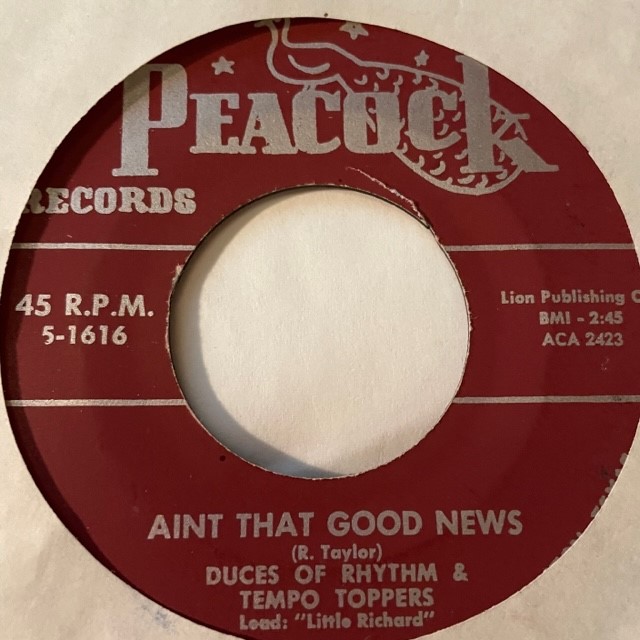 PEACOCK
RECORDS
45 R.P.M.
5-1616
Lion Publishing
BMI - 2:45
ACA 2423
AINT THAT GOOD NEWS
(R. Taylor)
DUCES OF RHYTHM &
TEMPO TOPPERS
Lead: "Little Richard"